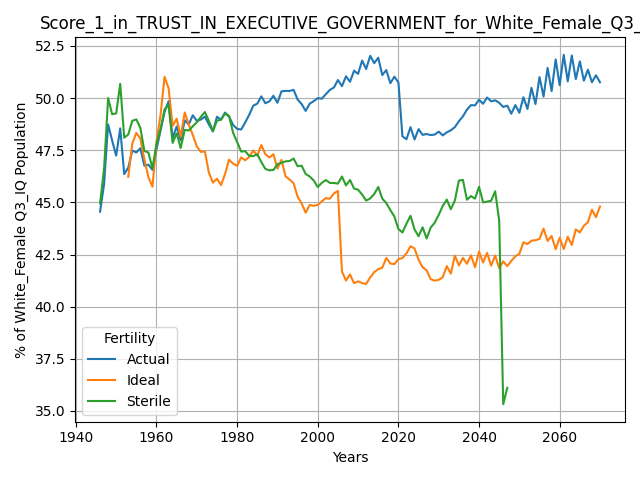 Score_1_in_TRUST_IN_EXECUTIVE_GOVERNMENT_for_White_Female_Q3_
52.5
50.0
47.5
45.0
42.5
40.0
37.5
35.0
% of White_Female Q3_IQ Population
Fertility
Actual
Ideal
Sterile
1940 1960 1980 2000 2020 2040 2060
Years